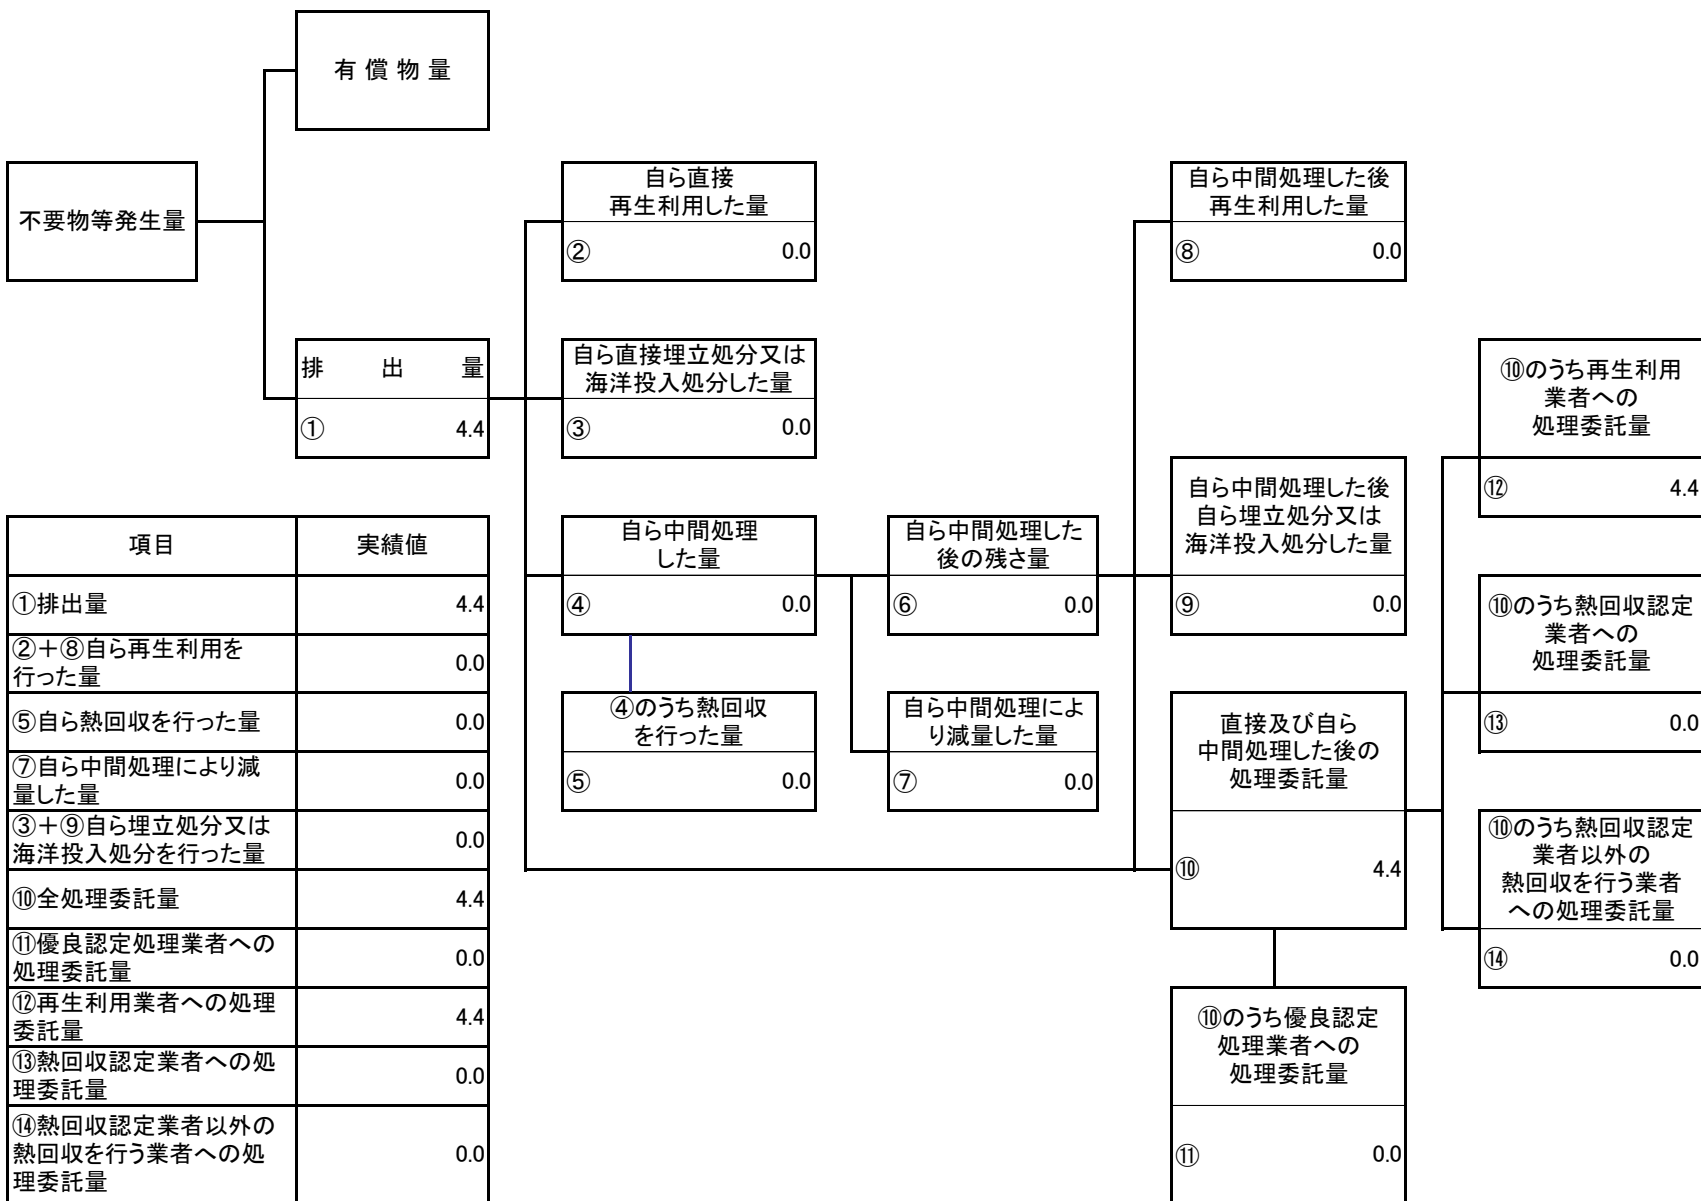 有 償 物 量
不要物等発生量
自ら直接
再生利用した量
② 0.0
自ら中間処理した後
再生利用した量
⑧ 0.0
排 出 量
① 4.4
自ら直接埋立処分又は
海洋投入処分した量
③ 0.0
⑩のうち再生利用
業者への
処理委託量
⑫ 4.4
自ら中間処理した後
自ら埋立処分又は
海洋投入処分した量
⑨ 0.0
自ら中間処理
した量
④ 0.0
自ら中間処理した
後の残さ量
⑥ 0.0
⑩のうち熱回収認定
業者への
処理委託量
⑬ 0.0
④のうち熱回収
を行った量
⑤ 0.0
自ら中間処理によ
り減量した量
⑦ 0.0
直接及び自ら
中間処理した後の
処理委託量
⑩ 4.4
⑩のうち熱回収認定
業者以外の
熱回収を行う業者
への処理委託量
⑭ 0.0
⑩のうち優良認定
処理業者への
処理委託量
⑪ 0.0
項目 実績値
①排出量 4.4
②+⑧自ら再生利用を
行った量 0.0
⑤自ら熱回収を行った量 0.0
⑦自ら中間処理により減
量した量 0.0
③+⑨自ら埋立処分又は
海洋投入処分を行った量 0.0
⑩全処理委託量 4.4
⑪優良認定処理業者への
処理委託量 0.0
⑫再生利用業者への処理
委託量 4.4
⑬熱回収認定業者への処
理委託量 0.0
⑭熱回収認定業者以外の
熱回収を行う業者への処
理委託量 0.0